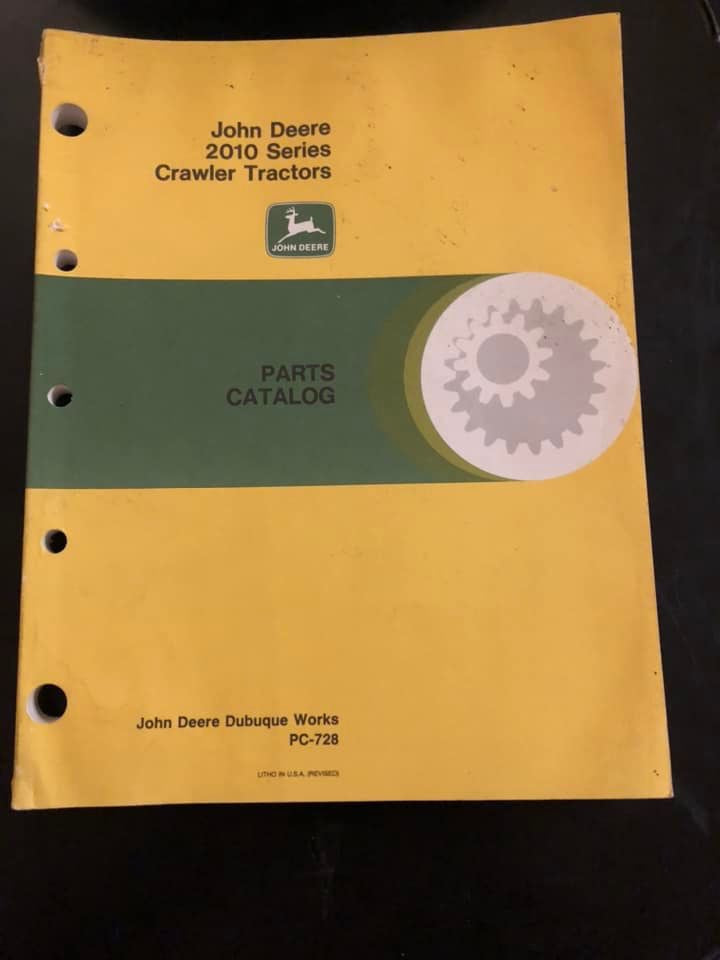 John Deere
2010 Series
Crawler Tractors
JOHN DEERE
PARTS
CATALOG
John Deere Dubuque Works
PC-728
LITHO IN U.S.A. (REVISED)